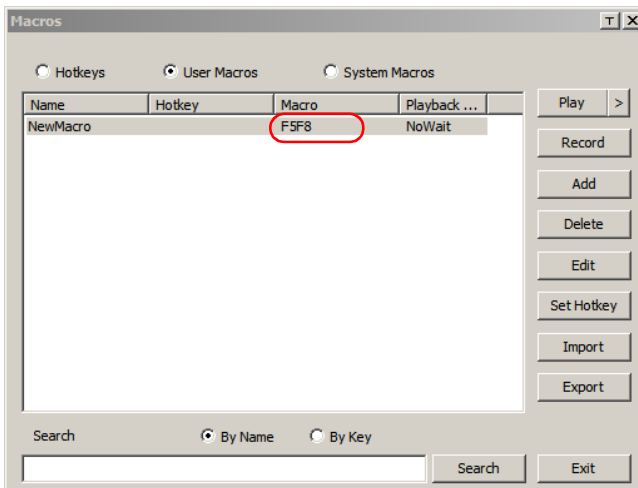 Macros
Hotkeys User Macros System Macros
Name Hotkey Macro Playback ... Play >
NewMacro F5F8 NoWait
Record
Add
Delete
Edit
Set Hotkey
Import
Export
Search By Name By Key
Search Exit